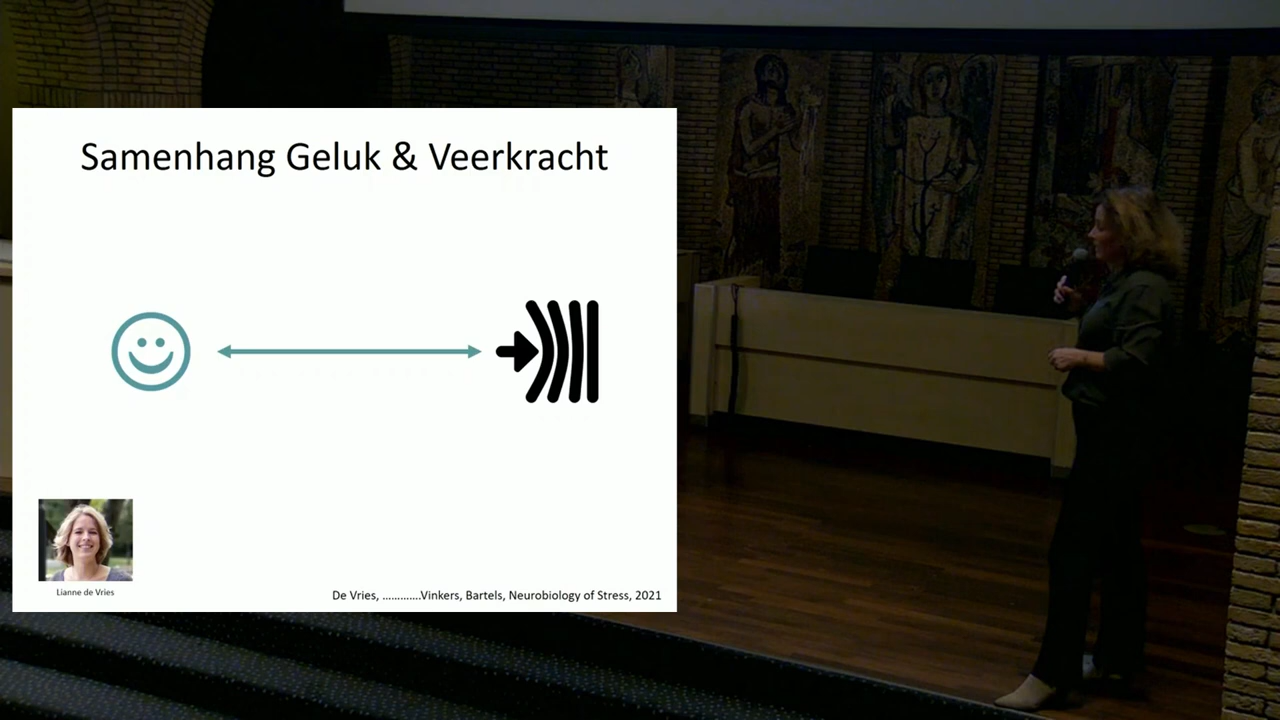 Samenhang Geluk & Veerkracht
Lianne de Vries
De Vries, ………….Vinkers, Bartels, Neurobiology of Stress, 2021